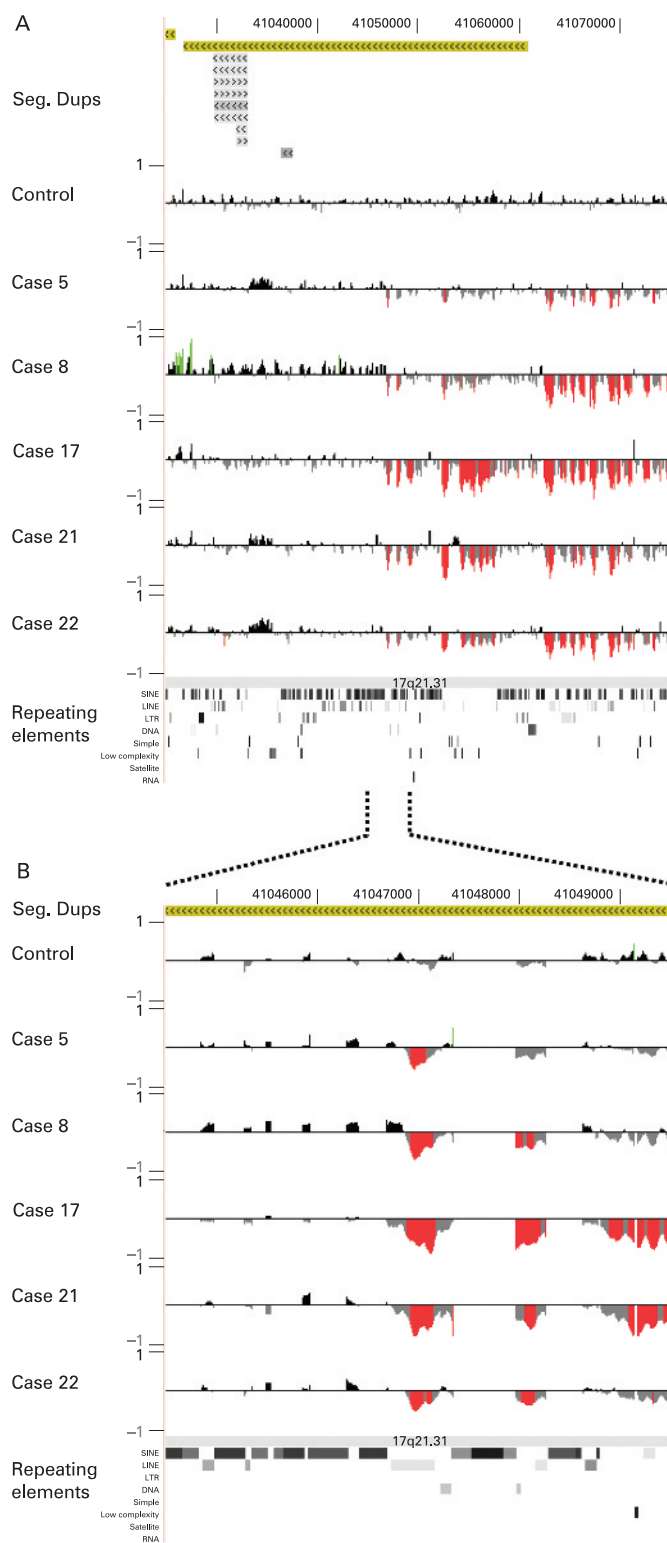 A
41040000 41050000 41060000 41070000
Seg. Dups
1
Control
−1
1
Case 5
−1
1
Case 8
−1
1
Case 17
−1
1
Case 21
−1
1
Case 22
−1
17q21.31
Repeating elements
SINE
LINE
LTR
DNA
Simple
Low complexity
Satellite
RNA
B
41046000 41047000 41048000 41049000
Seg. Dups
1
Control
−1
1
Case 5
−1
1
Case 8
−1
1
Case 17
−1
1
Case 21
−1
1
Case 22
−1
17q21.31
Repeating elements
SINE
LINE
LTR
DNA
Simple
Low complexity
Satellite
RNA